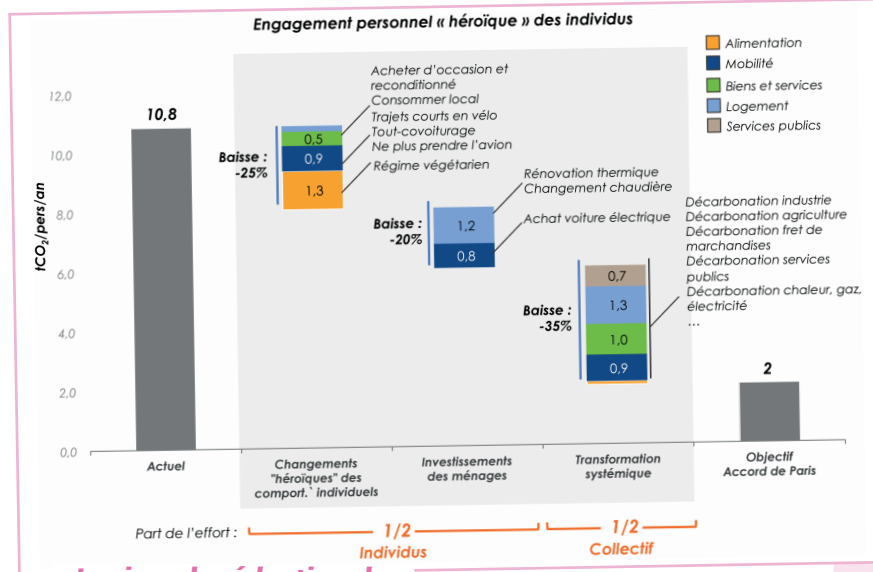 Engagement personnel « héroïque » des individus
Alimentation
Mobilité
Biens et services
Logement
Services publics
tCO₂/pers/an
12,0
10,0
8,0
6,0
4,0
2,0
0,0
10,8
Baisse :
-25%
0,5
0,9
1,3
Acheter d'occasion et
reconditionné
Consommer local
Trajets courts en vélo
Tout-covoiturage
Ne plus prendre l'avion
Régime végétarien
Baisse :
-20%
1,2
0,8
Rénovation thermique
Changement chaudière
Achat voiture électrique
Baisse :
-35%
0,7
1,3
1,0
0,9
Décarbonation industrie
Décarbonation agriculture
Décarbonation fret de
marchandises
Décarbonation services
publics
Décarbonation chaleur, gaz,
électricité
...
2
Actuel
Changements
"héroïques" des
comport.` individuels
Investissements
des ménages
Transformation
systémique
Objectif
Accord de Paris
Part de l'effort :
1/2
Individus
1/2
Collectif